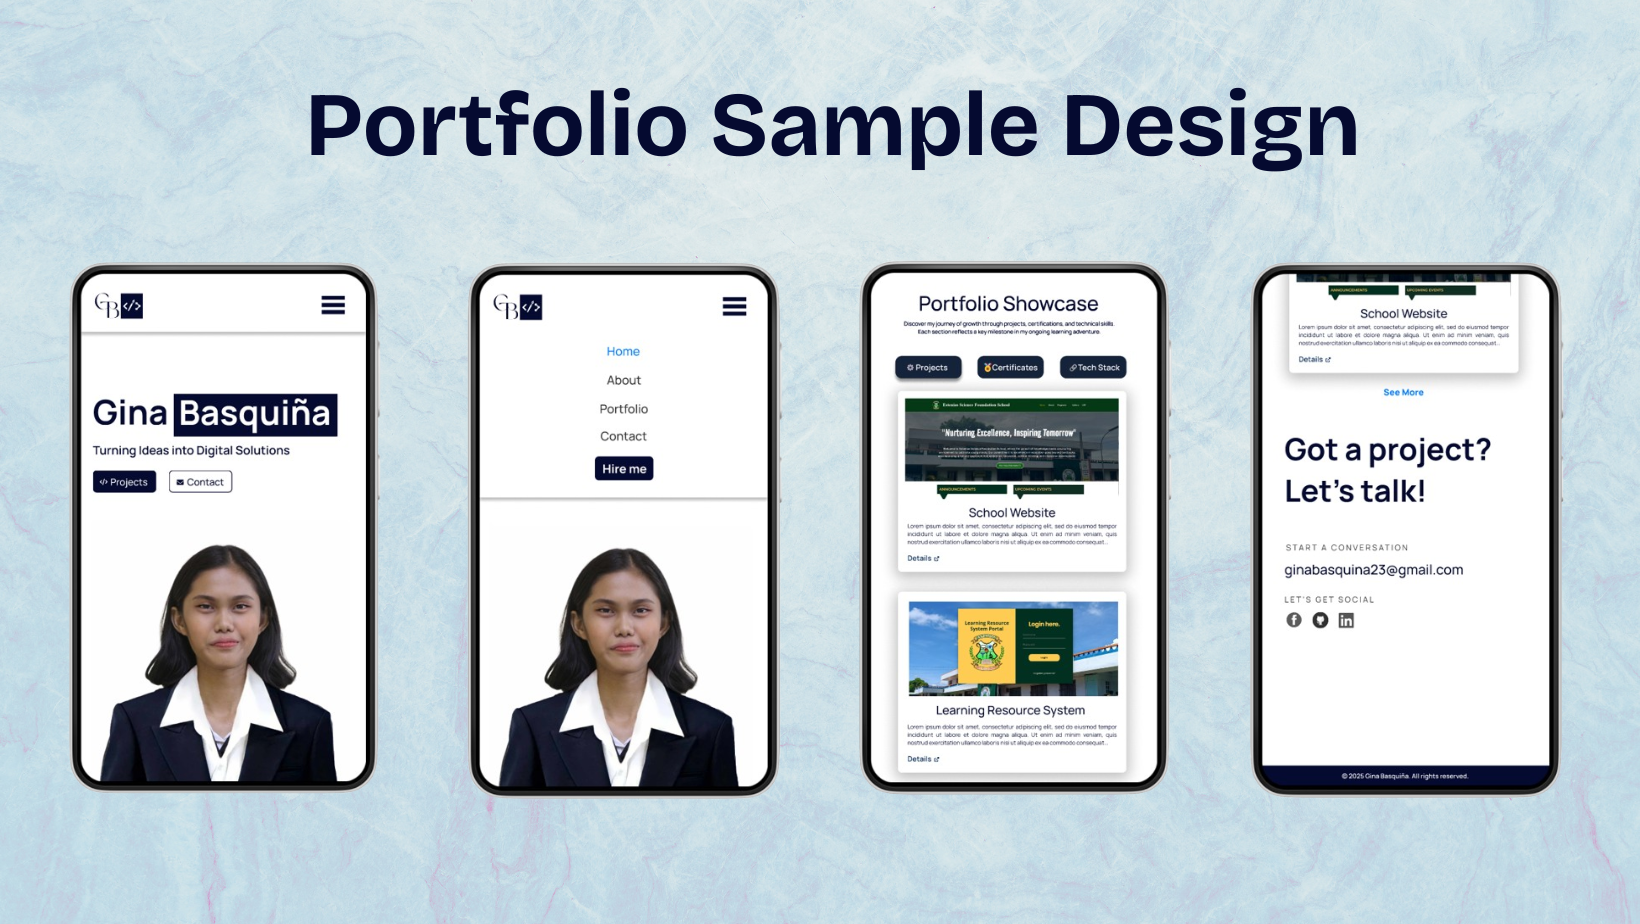 Portfolio Sample Design
GB </>
Gina Basquiña
Turning Ideas into Digital Solutions
</> Projects
Contact
GB </>
Home
About
Portfolio
Contact
Hire me
Portfolio Showcase
Discover my journey of growth through projects, certifications, and technical skills.
Each section reflects a key milestone in my ongoing learning adventure.
Projects
Certificates
Tech Stack
"Nurturing Excellence, Inspiring Tomorrow"
ANNOUNCEMENTS
UPCOMING EVENTS
School Website
Lorem ipsum dolor sit amet, consectetur adipiscing elit, sed do eiusmod tempor
incididunt ut labore et dolore magna aliqua. Ut enim ad minim veniam, quis
nostrud exercitation ullamco laboris nisi ut aliquip ex ea commodo consequat...
Details
Learning Resource
System Portal
Login here.
Learning Resource System
Lorem ipsum dolor sit amet, consectetur adipiscing elit, sed do eiusmod tempor
incididunt ut labore et dolore magna aliqua. Ut enim ad minim veniam, quis
nostrud exercitation ullamco laboris nisi ut aliquip ex ea commodo consequat...
Details
ANNOUNCEMENTS
UPCOMING EVENTS
School Website
Lorem ipsum dolor sit amet, consectetur adipiscing elit, sed do eiusmod tempor
incididunt ut labore et dolore magna aliqua. Ut enim ad minim veniam, quis
nostrud exercitation ullamco laboris nisi ut aliquip ex ea commodo consequat...
Details
See More
Got a project?
Let's talk!
START A CONVERSATION
ginabasquina23@gmail.com
LET'S GET SOCIAL
© 2025 Gina Basquiña. All rights reserved.